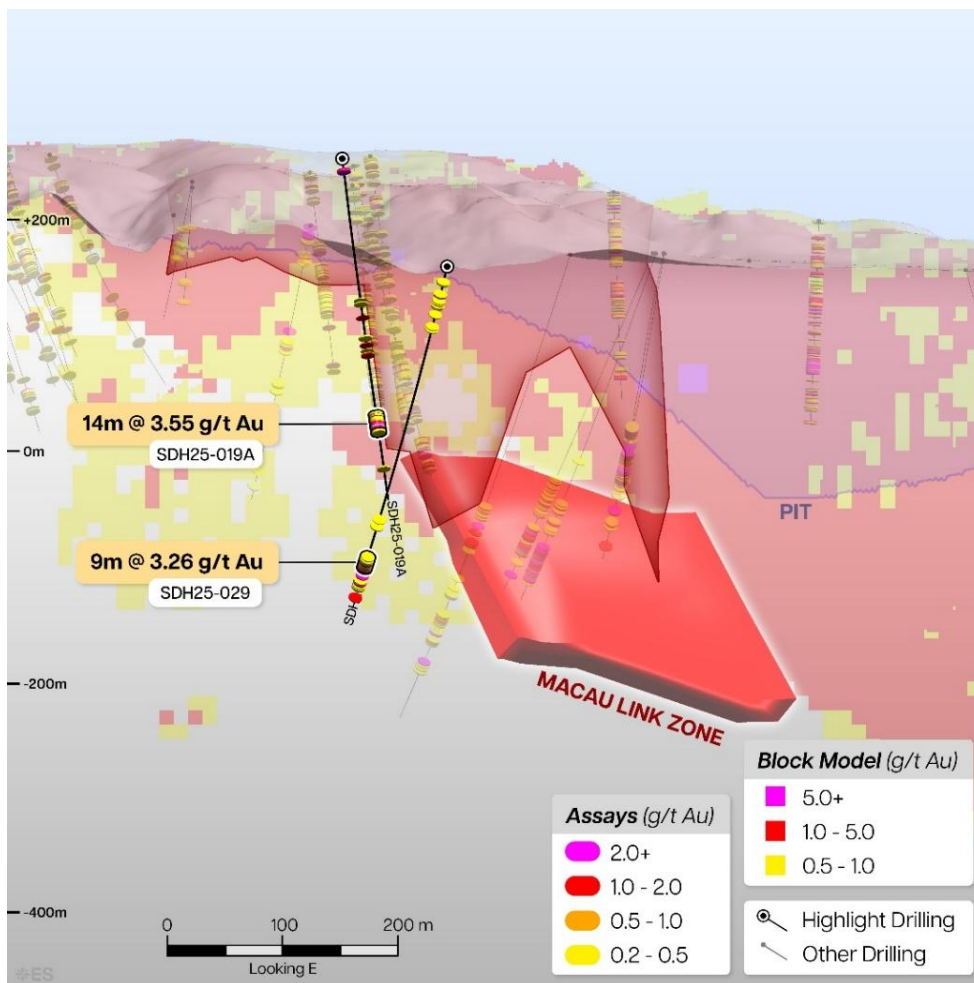 +200m
14m @ 3.55 g/t Au
SDH25-019A
0m
PIT
SDH25-019A
9m @ 3.26 g/t Au
SDH25-029
SDH
-200m
MACAU LINK ZONE
Block Model (g/t Au)
5.0+
1.0 - 5.0
0.5 - 1.0
Assays (g/t Au)
2.0+
1.0 - 2.0
0.5 - 1.0
0.2 - 0.5
-400m
0 100 200 m
Looking E
Highlight Drilling
Other Drilling
ES